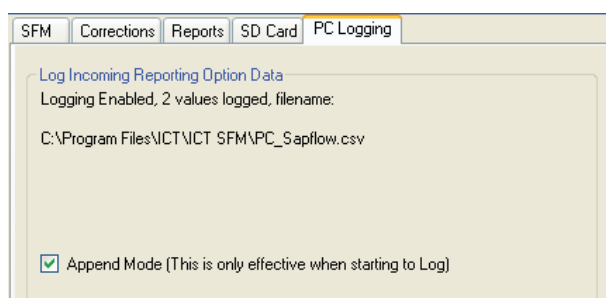 SFM Corrections Reports SD Card PC Logging
Log Incoming Reporting Option Data
Logging Enabled, 2 values logged, filename:
C:\Program Files\ICT\ICT SFM\PC_Sapflow.csv
Append Mode (This is only effective when starting to Log)